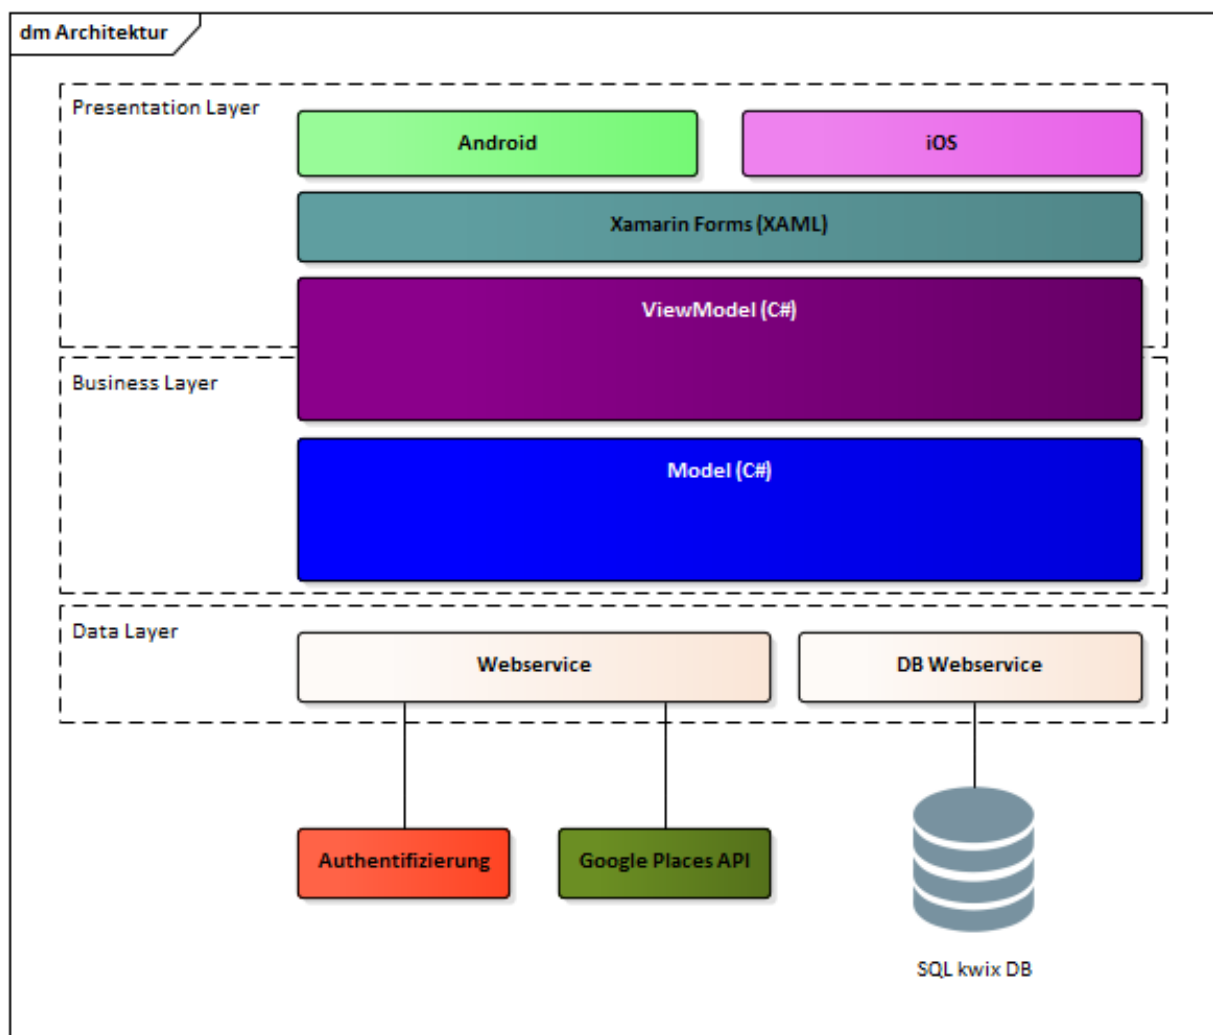 dm Architektur
Presentation Layer
Android
iOS
Xamarin Forms (XAML)
ViewModel (C#)
Business Layer
Model (C#)
Data Layer
Webservice
DB Webservice
Authentifizierung
Google Places API
SQL kwix DB